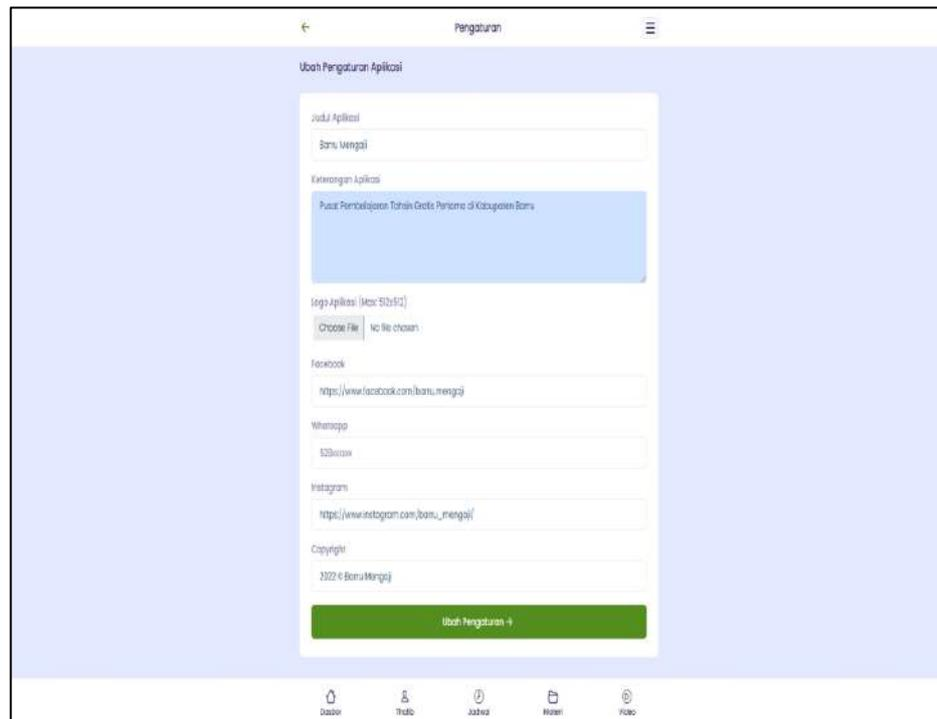 Pengaturan
Ubah Pengaturan Aplikasi
Judul Aplikasi
Barru Mengaji
Keterangan Aplikasi
Pusat Pembelajaran Tahsin Gratis Pertama di Kabupaten Barru
Logo Aplikasi (Max: 512x512)
Choose File No file chosen
Facebook
https://www.facebook.com/barru.mengaji
Whatsapp
Instagram
https://www.instagram.com/barru_mengaji/
Copyright
2022 © Barru Mengaji
Ubah Pengaturan →
Dasbor Thalib Jadwal Materi Video